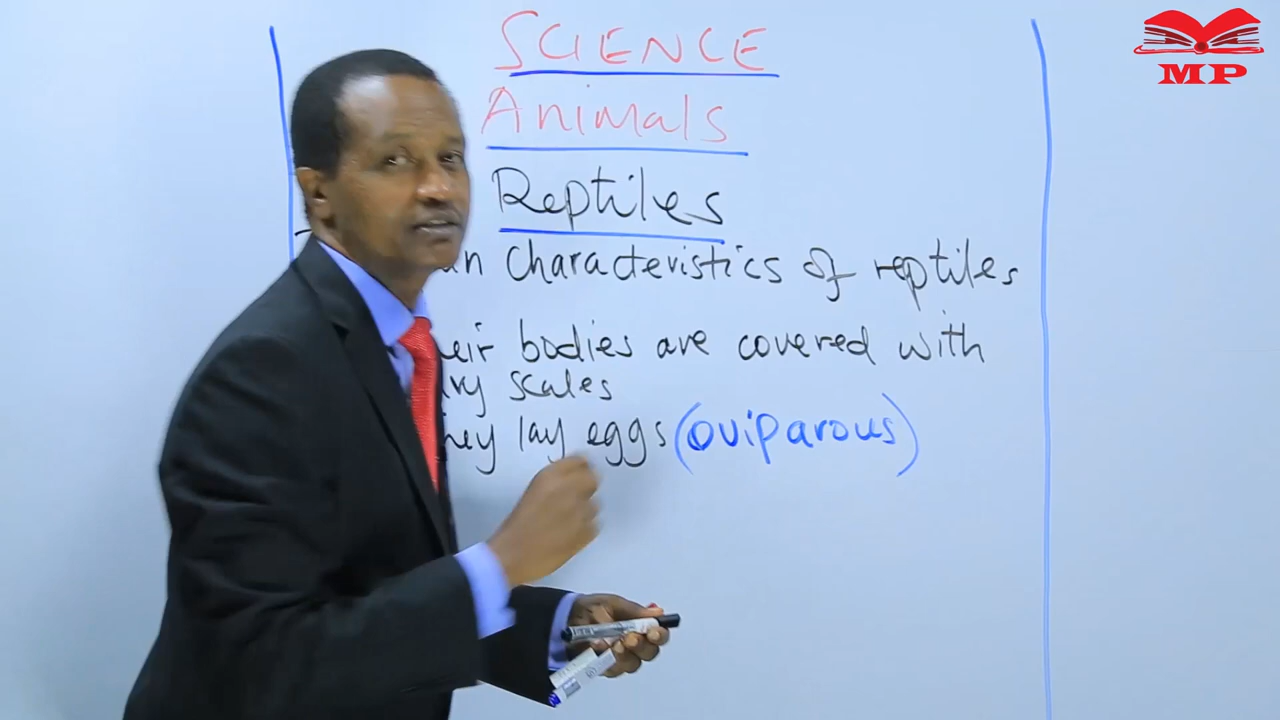 SCIENCE
MP
Animals
Reptiles
characteristics of reptiles
bodies are covered with
scales
lay eggs (oviparous)